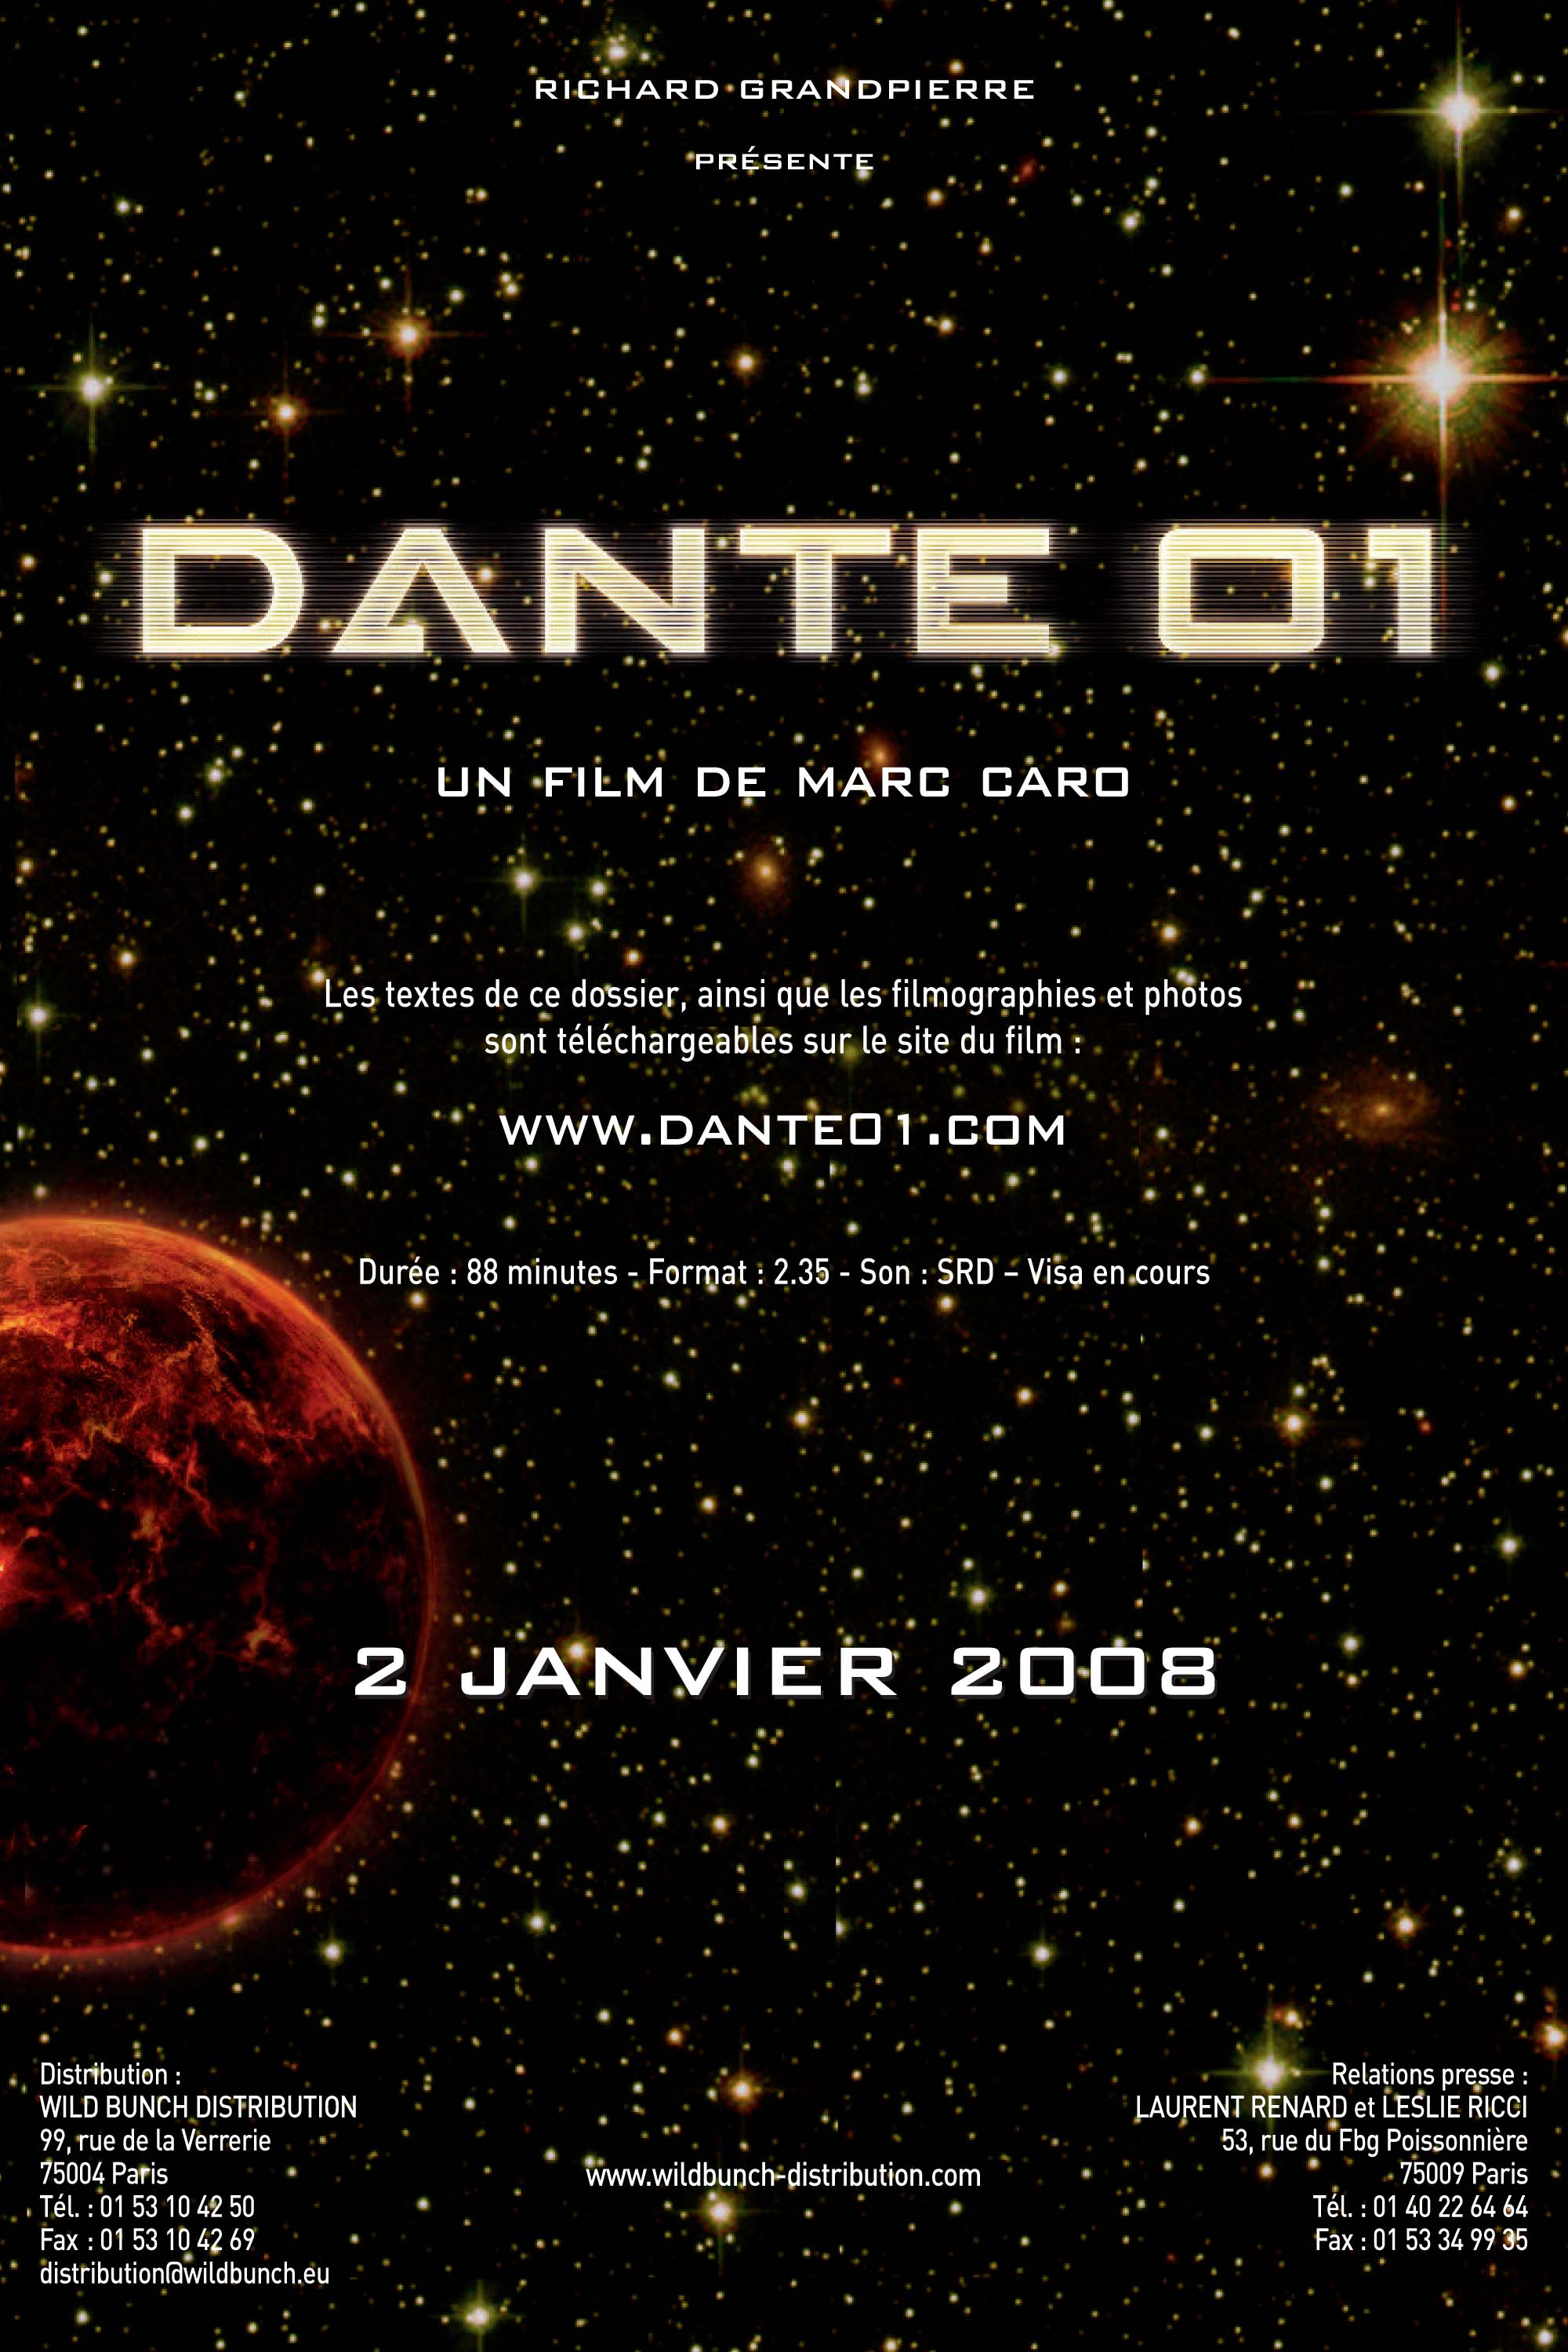 RICHARD GRANDPIERRE
PRÉSENTE
DANTE 01
UN FILM DE MARC CARO
Les textes de ce dossier, ainsi que les filmographies et photos
sont téléchargeables sur le site du film :
WWW.DANTE01.COM
Durée : 88 minutes - Format : 2.35 - Son : SRD – Visa en cours
2 JANVIER 2008
Distribution :
WILD BUNCH DISTRIBUTION
99, rue de la Verrerie
75004 Paris
Tél. : 01 53 10 42 50
Fax : 01 53 10 42 69
distribution@wildbunch.eu
www.wildbunch-distribution.com
Relations presse :
LAURENT RENARD et LESLIE RICCI
53, rue du Fbg Poissonnière
75009 Paris
Tél. : 01 40 22 64 64
Fax : 01 53 34 99 35